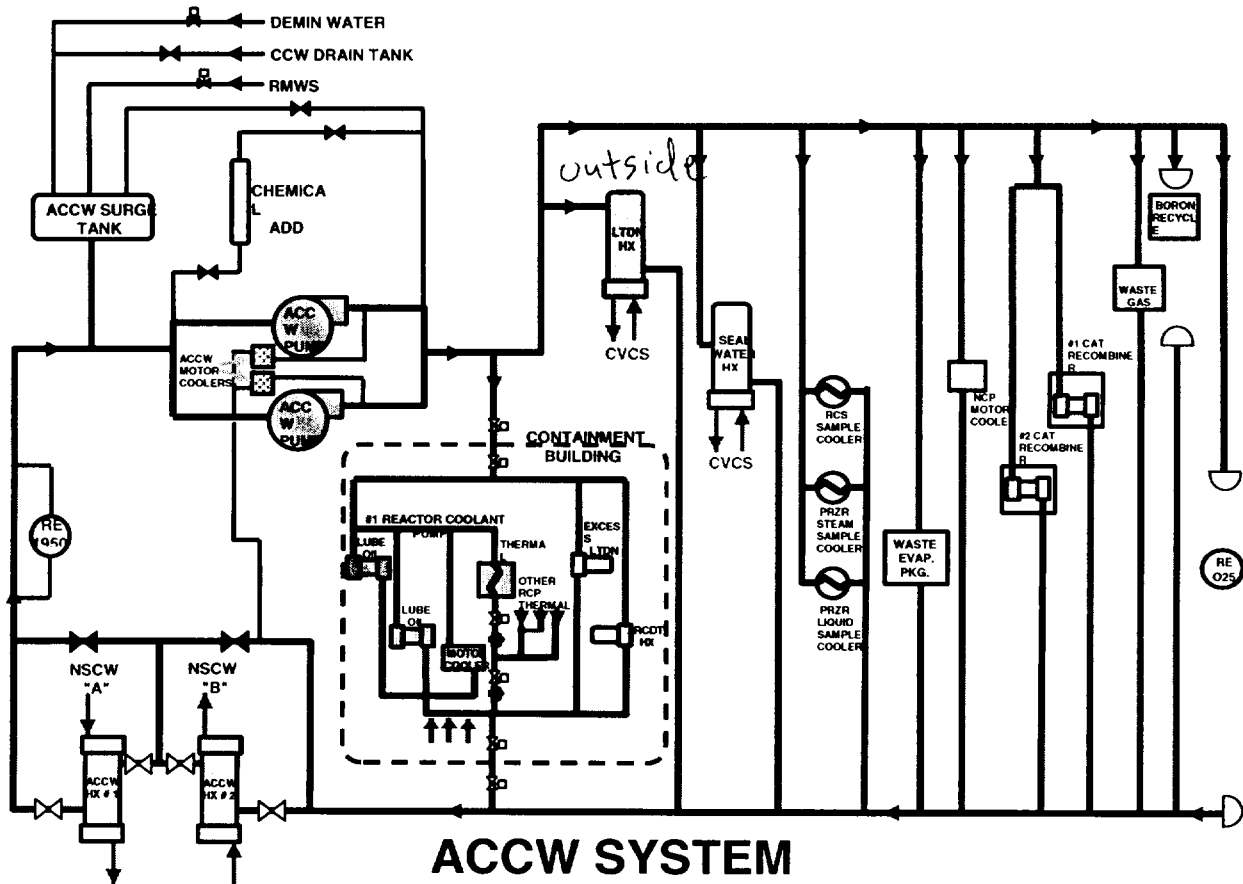 DEMIN WATER
CCW DRAIN TANK
RMWS
outside
CHEMICA
L
ADD
ACCW SURGE
TANK
LTDN
HX
BORON
RECYCL
E
WASTE
GAS
ACC
W
PUMP
ACCW
MOTOR
COOLERS
ACC
W
PUMP
CVCS
SEAL
WATER
HX
CVCS
#1 CAT
RECOMBINE
R
NCP
MOTOR
COOLE
#2 CAT
RECOMBINE
R
RCS
SAMPLE
COOLER
PRZR
STEAM
SAMPLE
COOLER
PRZR
LIQUID
SAMPLE
COOLER
WASTE
EVAP.
PKG.
RE
O25
RE
1950
CONTAINMENT
BUILDING
#1 REACTOR COOLANT
PUMP
LUBE
OIL
THERMA
L
EXCES
S
LTDN
OTHER
RCP
THERMAL
LUBE
OIL
MOTOR
COOLER
RCDT
HX
NSCW
"A"
NSCW
"B"
ACCW
HX # 1
ACCW
HX # 2
ACCW SYSTEM